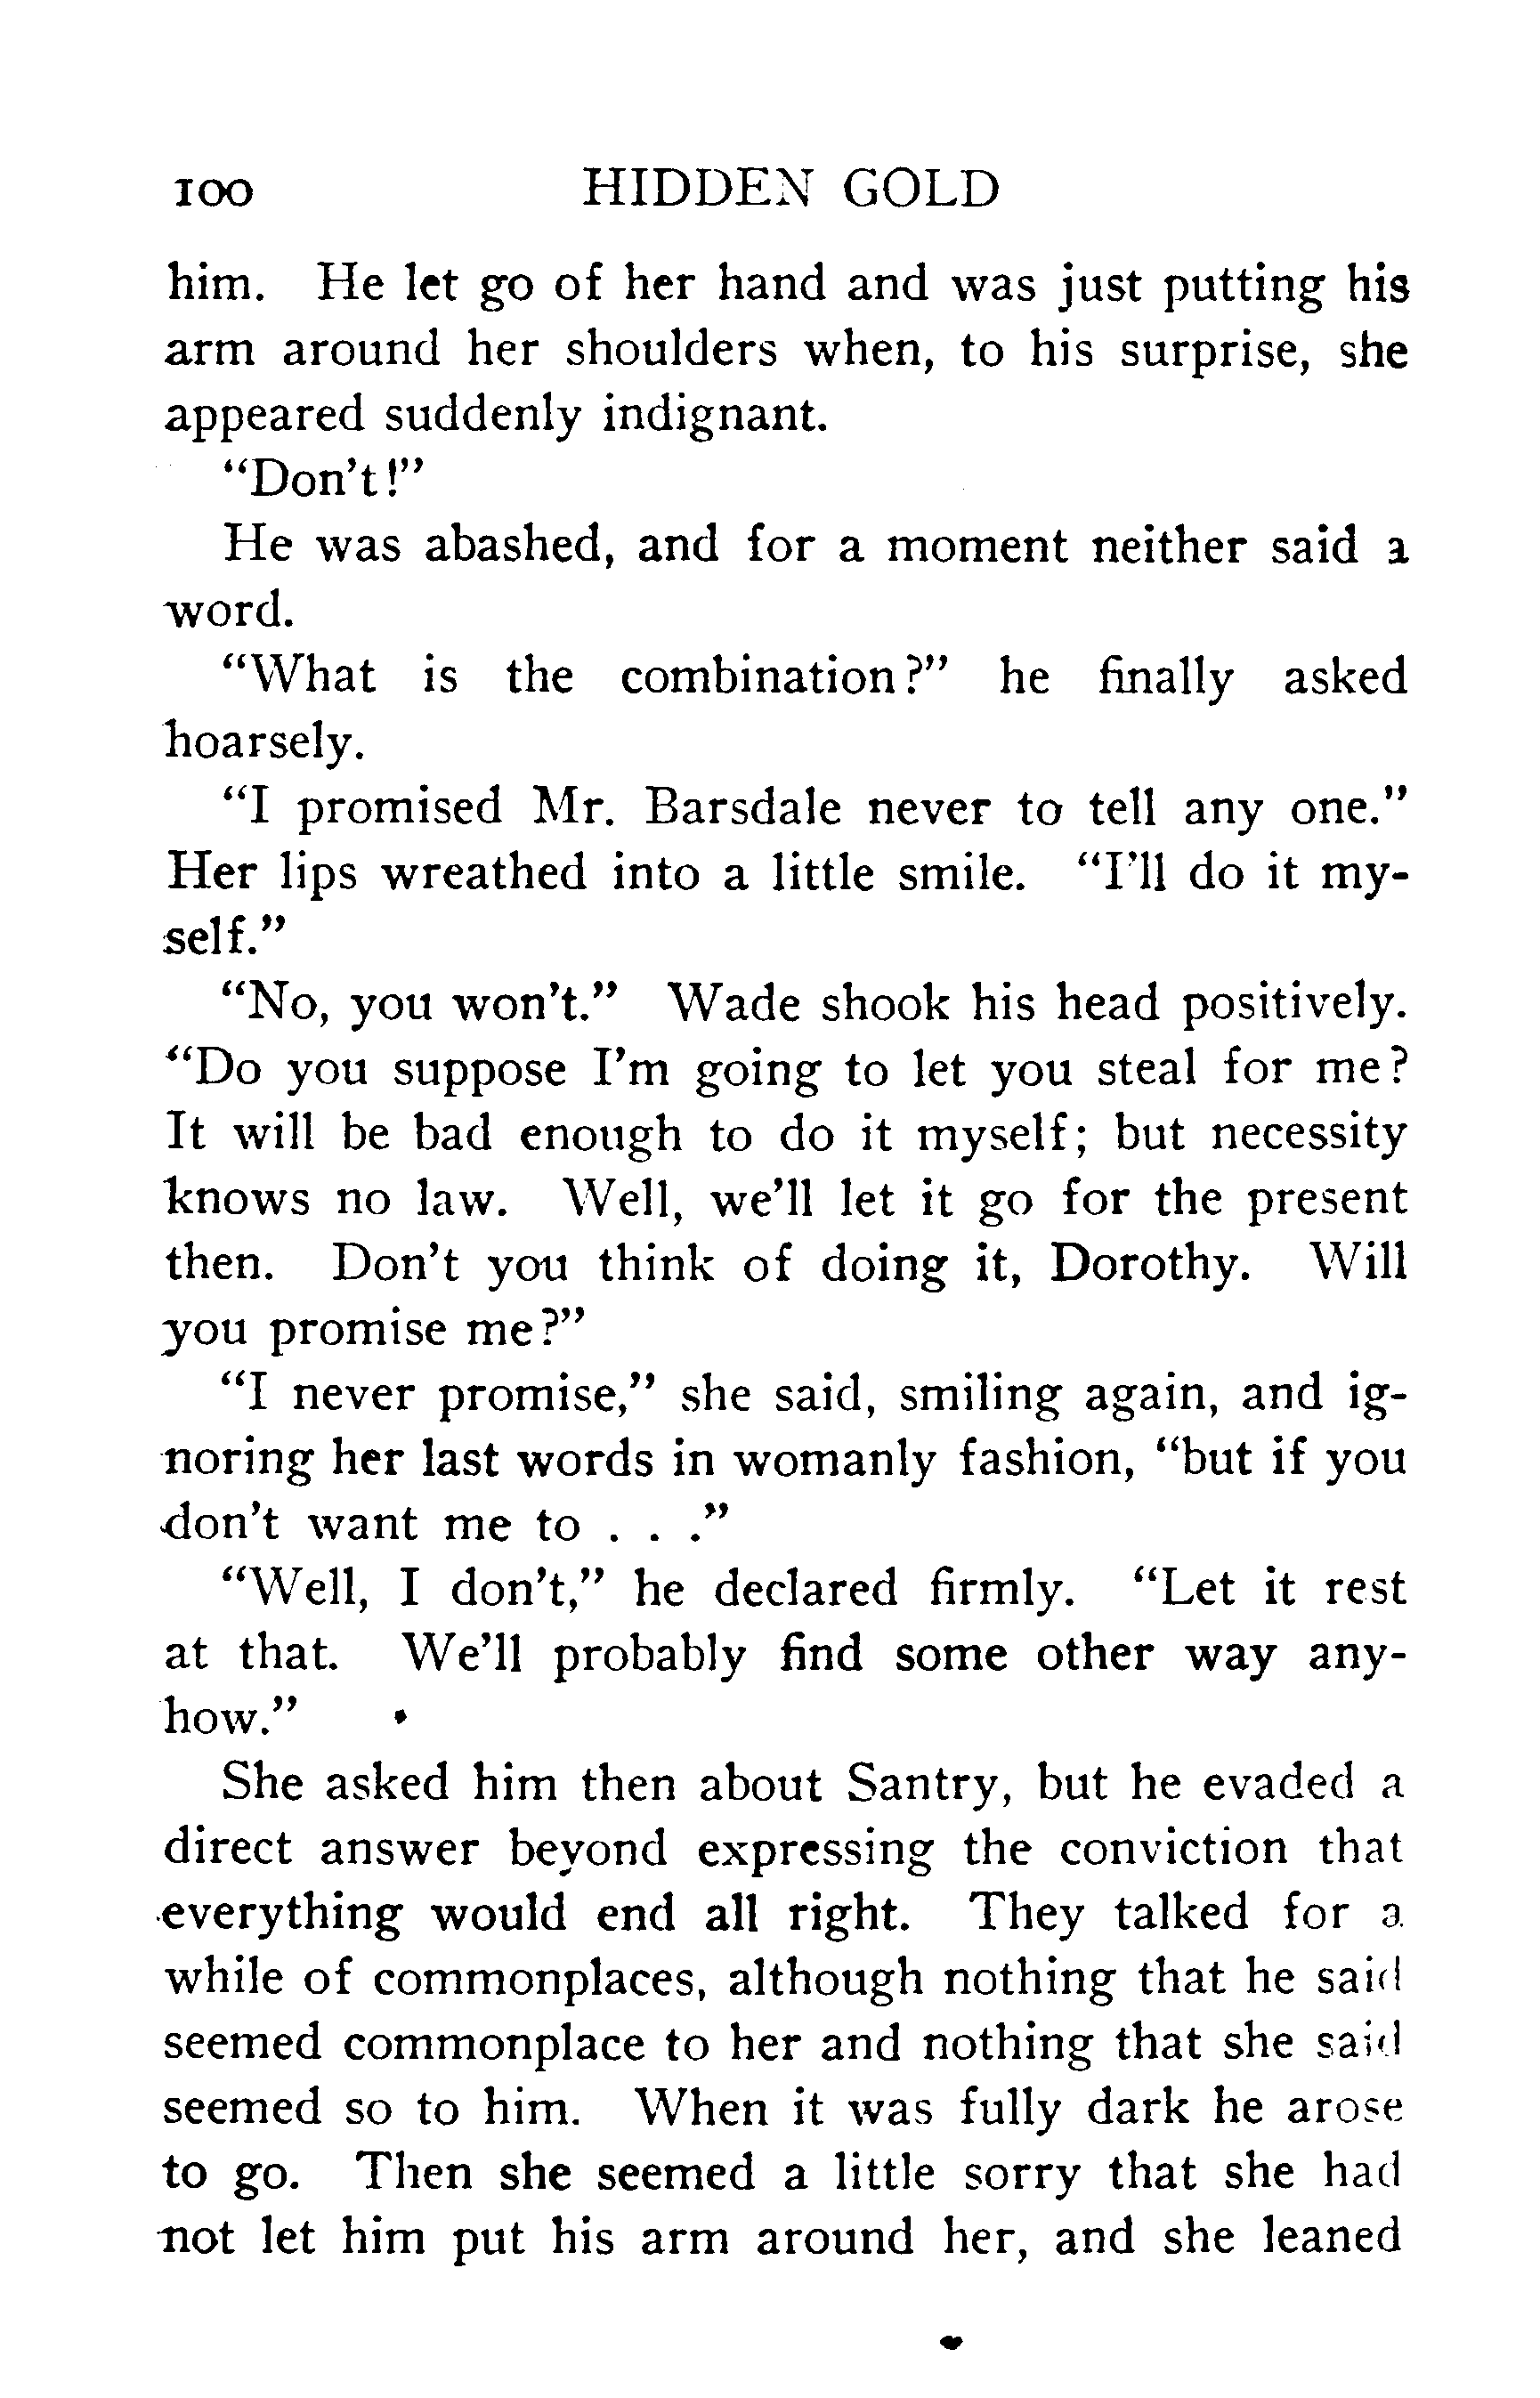 100 HIDDEN GOLD
him. He let go of her hand and was just putting his
arm around her shoulders when, to his surprise, she
appeared suddenly indignant.
"Don't!"
He was abashed, and for a moment neither said a
word.
"What is the combination?" he finally asked
hoarsely.
"I promised Mr. Barsdale never to tell any one."
Her lips wreathed into a little smile. "I'll do it my-
self."
"No, you won't." Wade shook his head positively.
"Do you suppose I'm going to let you steal for me?
It will be bad enough to do it myself; but necessity
knows no law. Well, we'll let it go for the present
then. Don't you think of doing it, Dorothy. Will
you promise me?"
"I never promise," she said, smiling again, and ig-
noring her last words in womanly fashion, "but if you
don't want me to . . ."
"Well, I don't," he declared firmly. "Let it rest
at that. We'll probably find some other way any-
how."
She asked him then about Santry, but he evaded a
direct answer beyond expressing the conviction that
everything would end all right. They talked for a
while of commonplaces, although nothing that he said
seemed commonplace to her and nothing that she said
seemed so to him. When it was fully dark he arose
to go. Then she seemed a little sorry that she had
not let him put his arm around her, and she leaned